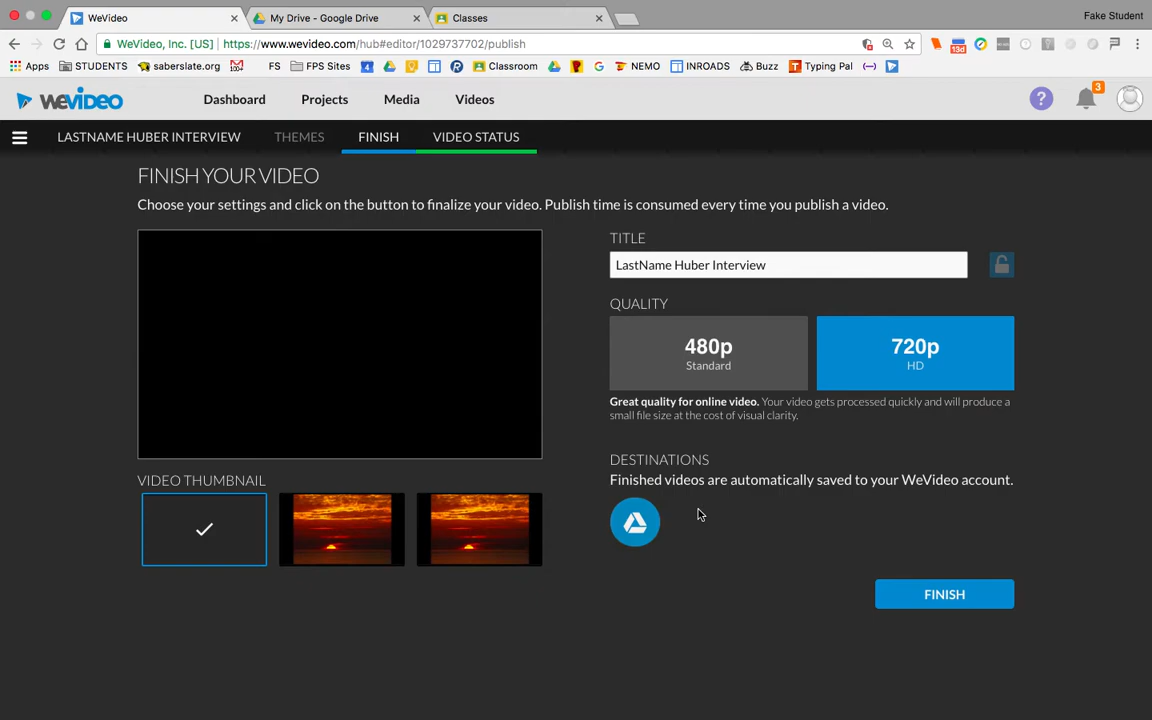 WeVideo
My Drive - Google Drive
Classes
Fake Student
WeVideo, Inc. [US]
https://www.wevideo.com/hub#editor/1029737702/publish
13d
Apps
STUDENTS
saberslate.org
100+
FS
FPS Sites
4
Classroom
NEMO
INROADS
Buzz
Typing Pal
wevideo
Dashboard
Projects
Media
Videos
?
3
LASTNAME HUBER INTERVIEW
THEMES
FINISH
VIDEO STATUS
FINISH YOUR VIDEO
Choose your settings and click on the button to finalize your video. Publish time is consumed every time you publish a video.
TITLE
LastName Huber Interview
QUALITY
480p
Standard
720p
HD
Great quality for online video. Your video gets processed quickly and will produce a
small file size at the cost of visual clarity.
DESTINATIONS
Finished videos are automatically saved to your WeVideo account.
VIDEO THUMBNAIL
FINISH